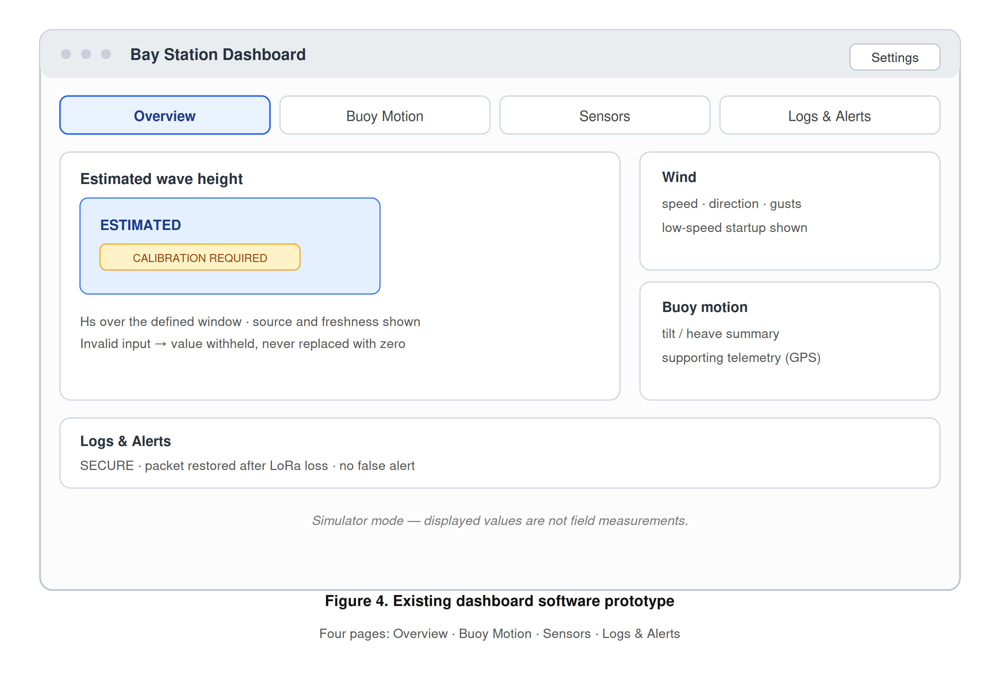 Bay Station Dashboard
Settings
Overview
Buoy Motion
Sensors
Logs & Alerts
Estimated wave height
ESTIMATED
CALIBRATION REQUIRED
Hs over the defined window · source and freshness shown
Invalid input → value withheld, never replaced with zero
Wind
speed · direction · gusts
low-speed startup shown
Buoy motion
tilt / heave summary
supporting telemetry (GPS)
Logs & Alerts
SECURE · packet restored after LoRa loss · no false alert
Simulator mode — displayed values are not field measurements.
Figure 4. Existing dashboard software prototype
Four pages: Overview · Buoy Motion · Sensors · Logs & Alerts